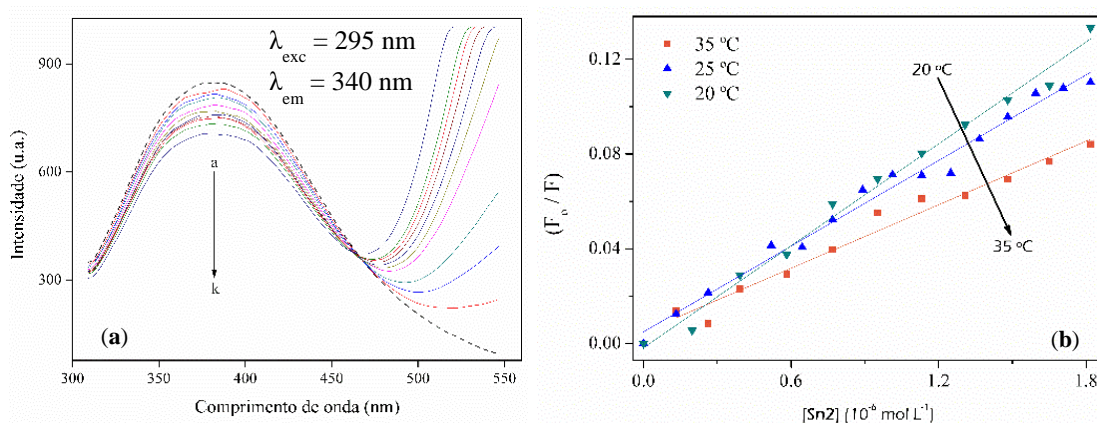 λexc = 295 nm
λem = 340 nm
900
600
300
Intensidade (u.a.)
a
k
(a)
300 350 400 450 500 550
Comprimento de onda (nm)
35 ºC
25 ºC
20 ºC
20 ºC
35 ºC
0.12
0.08
0.04
0.00
(Fo / F)
(b)
0.0 0.6 1.2 1.8
[Sn2] (10⁻⁶ mol L⁻¹)